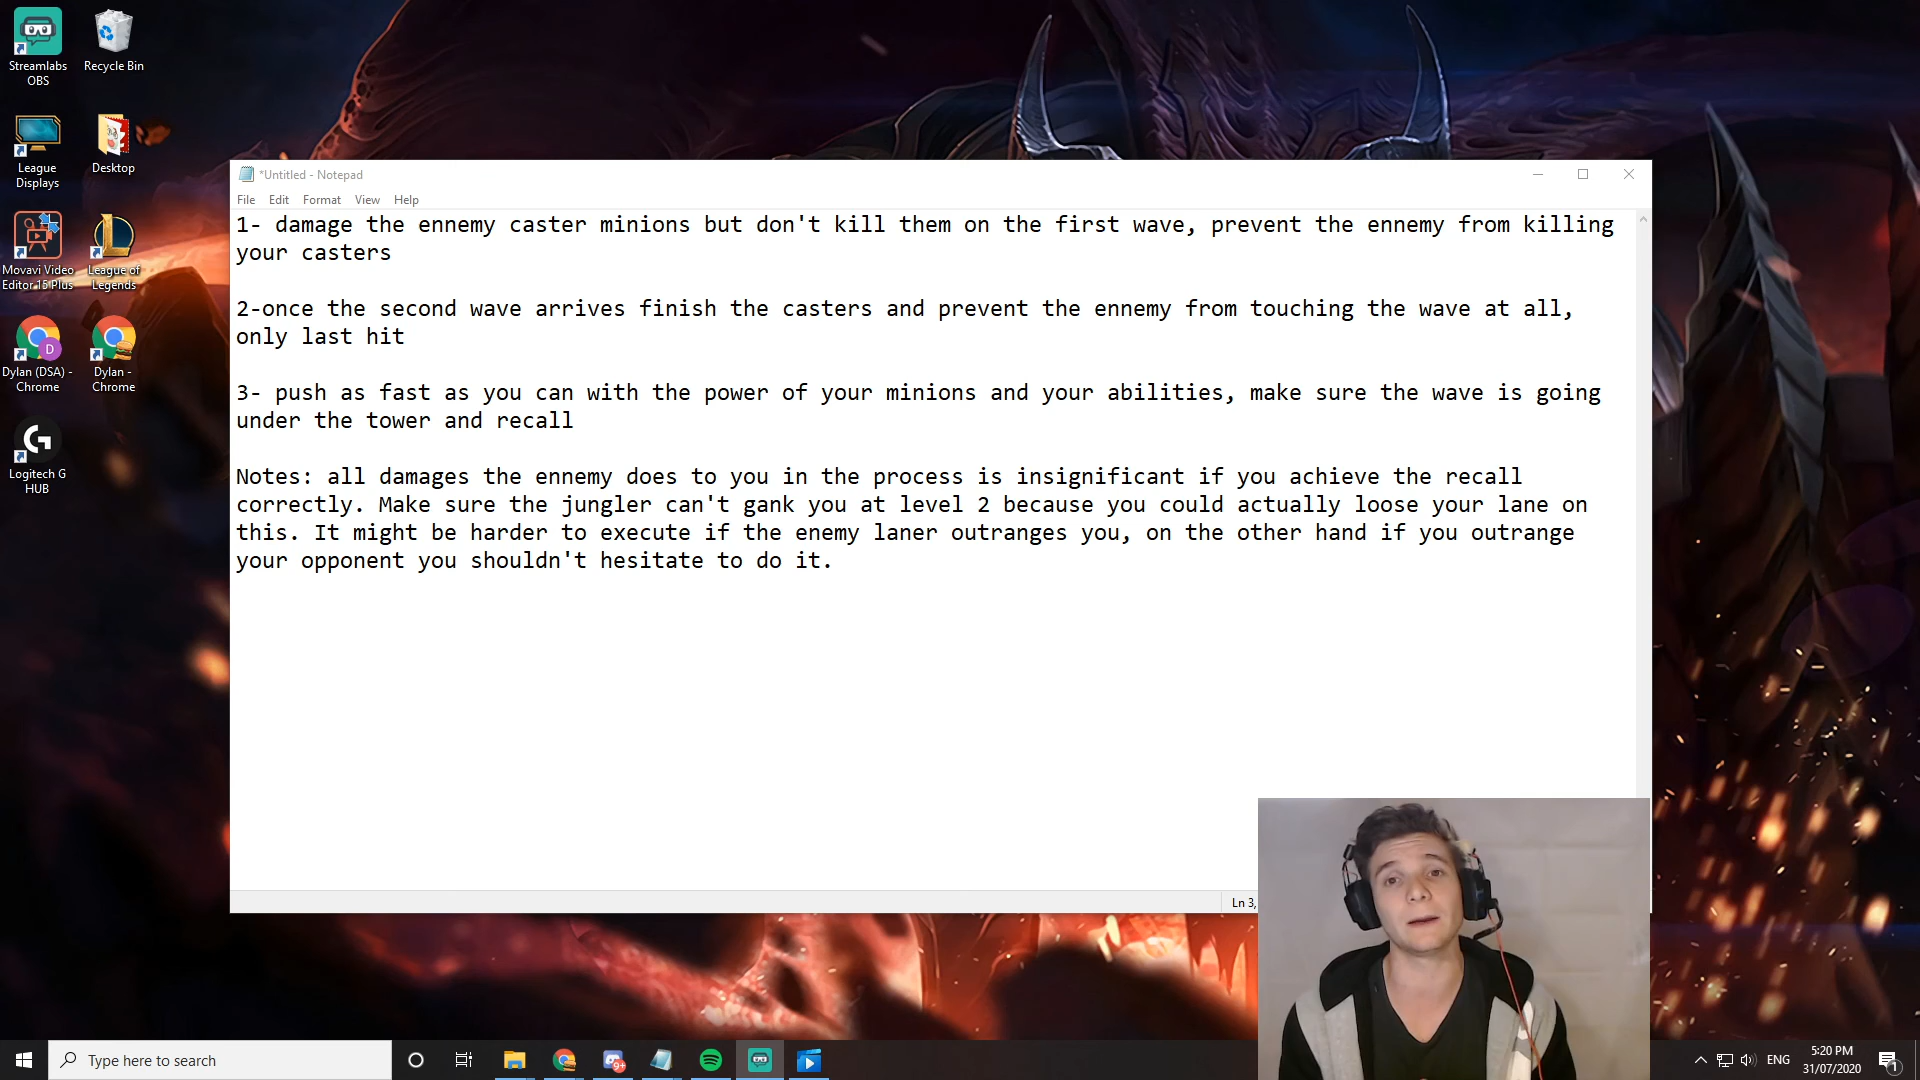 Streamlabs OBS
Recycle Bin
League Displays
Desktop
Movavi Video Editor 15 Plus
League of Legends
Dylan (DSA) - Chrome
Dylan - Chrome
Logitech G HUB
*Untitled - Notepad
File Edit Format View Help
1- damage the ennemy caster minions but don't kill them on the first wave, prevent the ennemy from killing
your casters
2-once the second wave arrives finish the casters and prevent the ennemy from touching the wave at all,
only last hit
3- push as fast as you can with the power of your minions and your abilities, make sure the wave is going
under the tower and recall
Notes: all damages the ennemy does to you in the process is insignificant if you achieve the recall
correctly. Make sure the jungler can't gank you at level 2 because you could actually loose your lane on
this. It might be harder to execute if the enemy laner outranges you, on the other hand if you outrange
your opponent you shouldn't hesitate to do it.
Ln 3,
Type here to search
9+
ENG
5:20 PM
31/07/2020
1